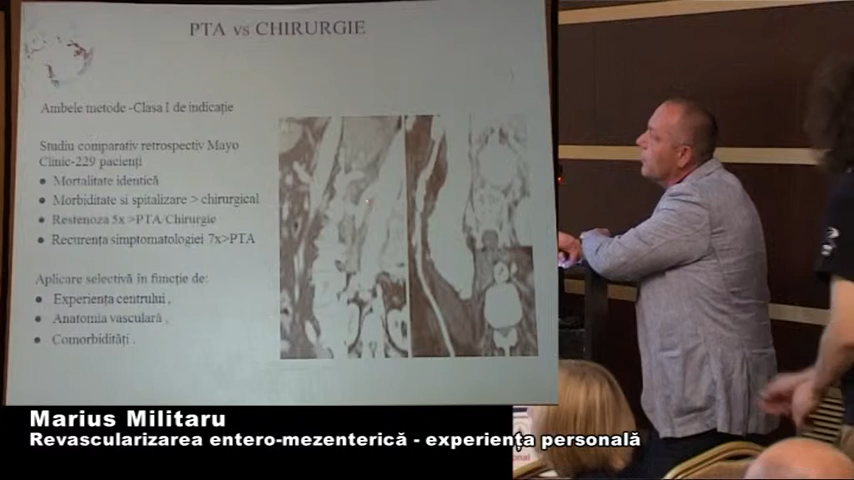 PTA vs CHIRURGIE
Ambele metode -Clasa I de indicație
Studiu comparativ retrospectiv Mayo
Clinic-229 pacienți
Mortalitate identică
Morbiditate si spitalizare > chirurgical
Restenoza 5x >PTA/Chirurgie
Recurența simptomatologiei 7x>PTA
Aplicare selectivă în funcție de:
Experiența centrului,
Anatomia vasculară,
Comorbidități.
Marius Militaru
Revascularizarea entero-mezenterică - experiența personală